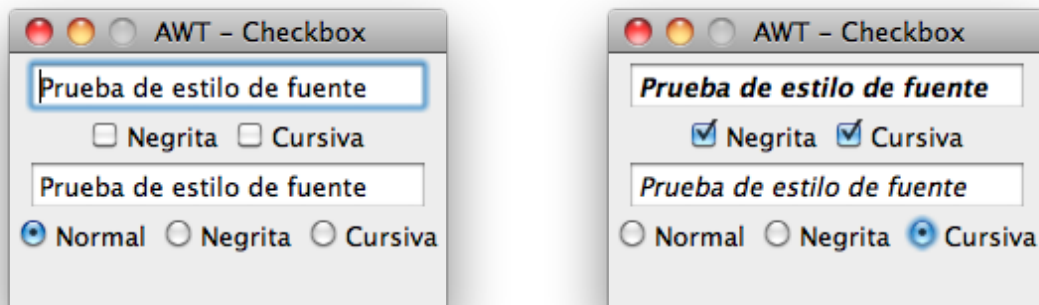 AWT – Checkbox
Prueba de estilo de fuente
Negrita Cursiva
Prueba de estilo de fuente
Normal Negrita Cursiva
AWT – Checkbox
Prueba de estilo de fuente
Negrita Cursiva
Prueba de estilo de fuente
Normal Negrita Cursiva